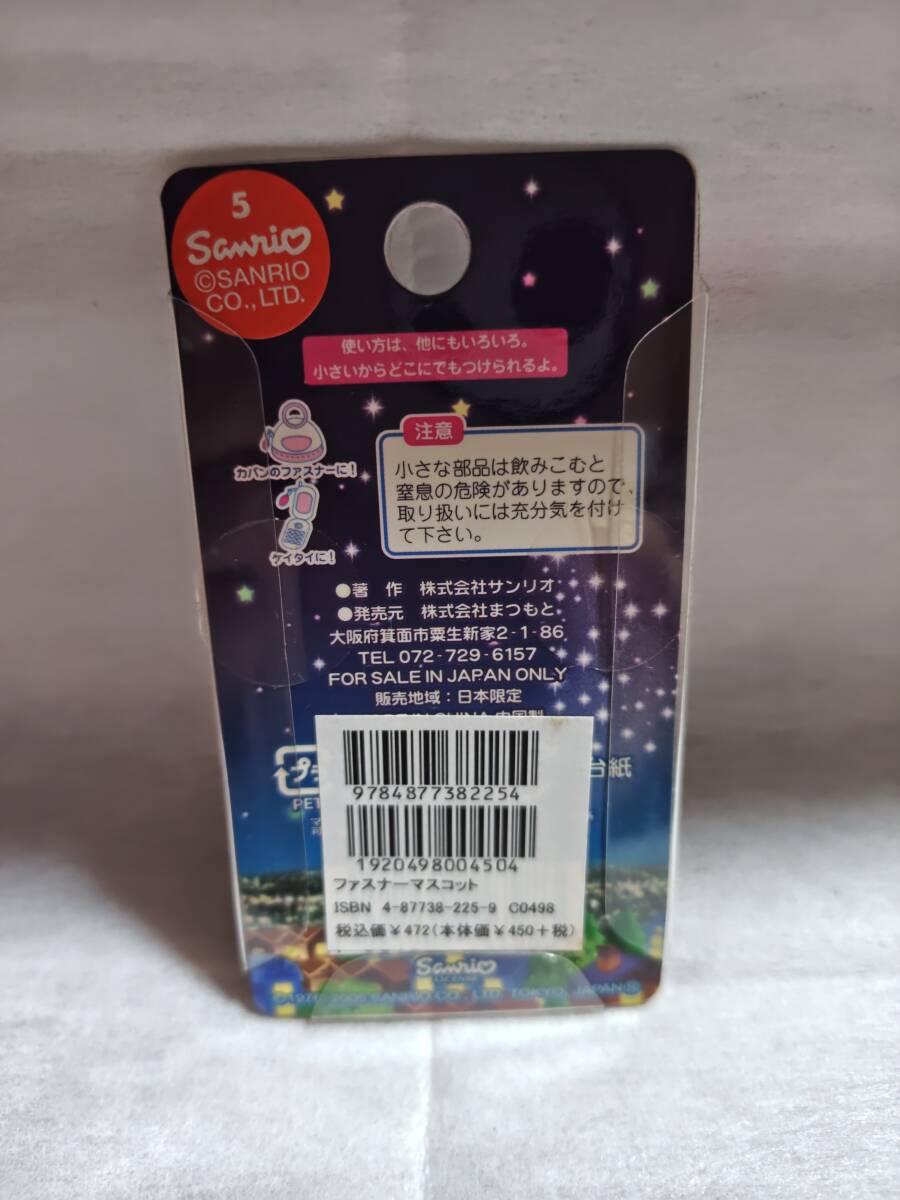 5
Sanrio
©SANRIO
CO., LTD.
使い方は、他にもいろいろ。
小さいからどこにでもつけられるよ。
カバンのファスナーに!
ケイタイに!
注意
小さな部品は飲みこむと
窒息の危険がありますので、
取り扱いには充分気を付け
て下さい。
●著 作 株式会社サンリオ
●発売元 株式会社まつもと
大阪府箕面市粟生新家2-1-86
TEL 072-729-6157
FOR SALE IN JAPAN ONLY
販売地域：日本限定
IN CHINA 中国製
プラ
台紙
PET
9784877382254
1920498004504
ファスナーマスコット
ISBN 4-87738-225-9 C0498
税込価¥472(本体価¥450+税)
Sanrio
SANRIO CO., LTD. TOKYO, JAPAN